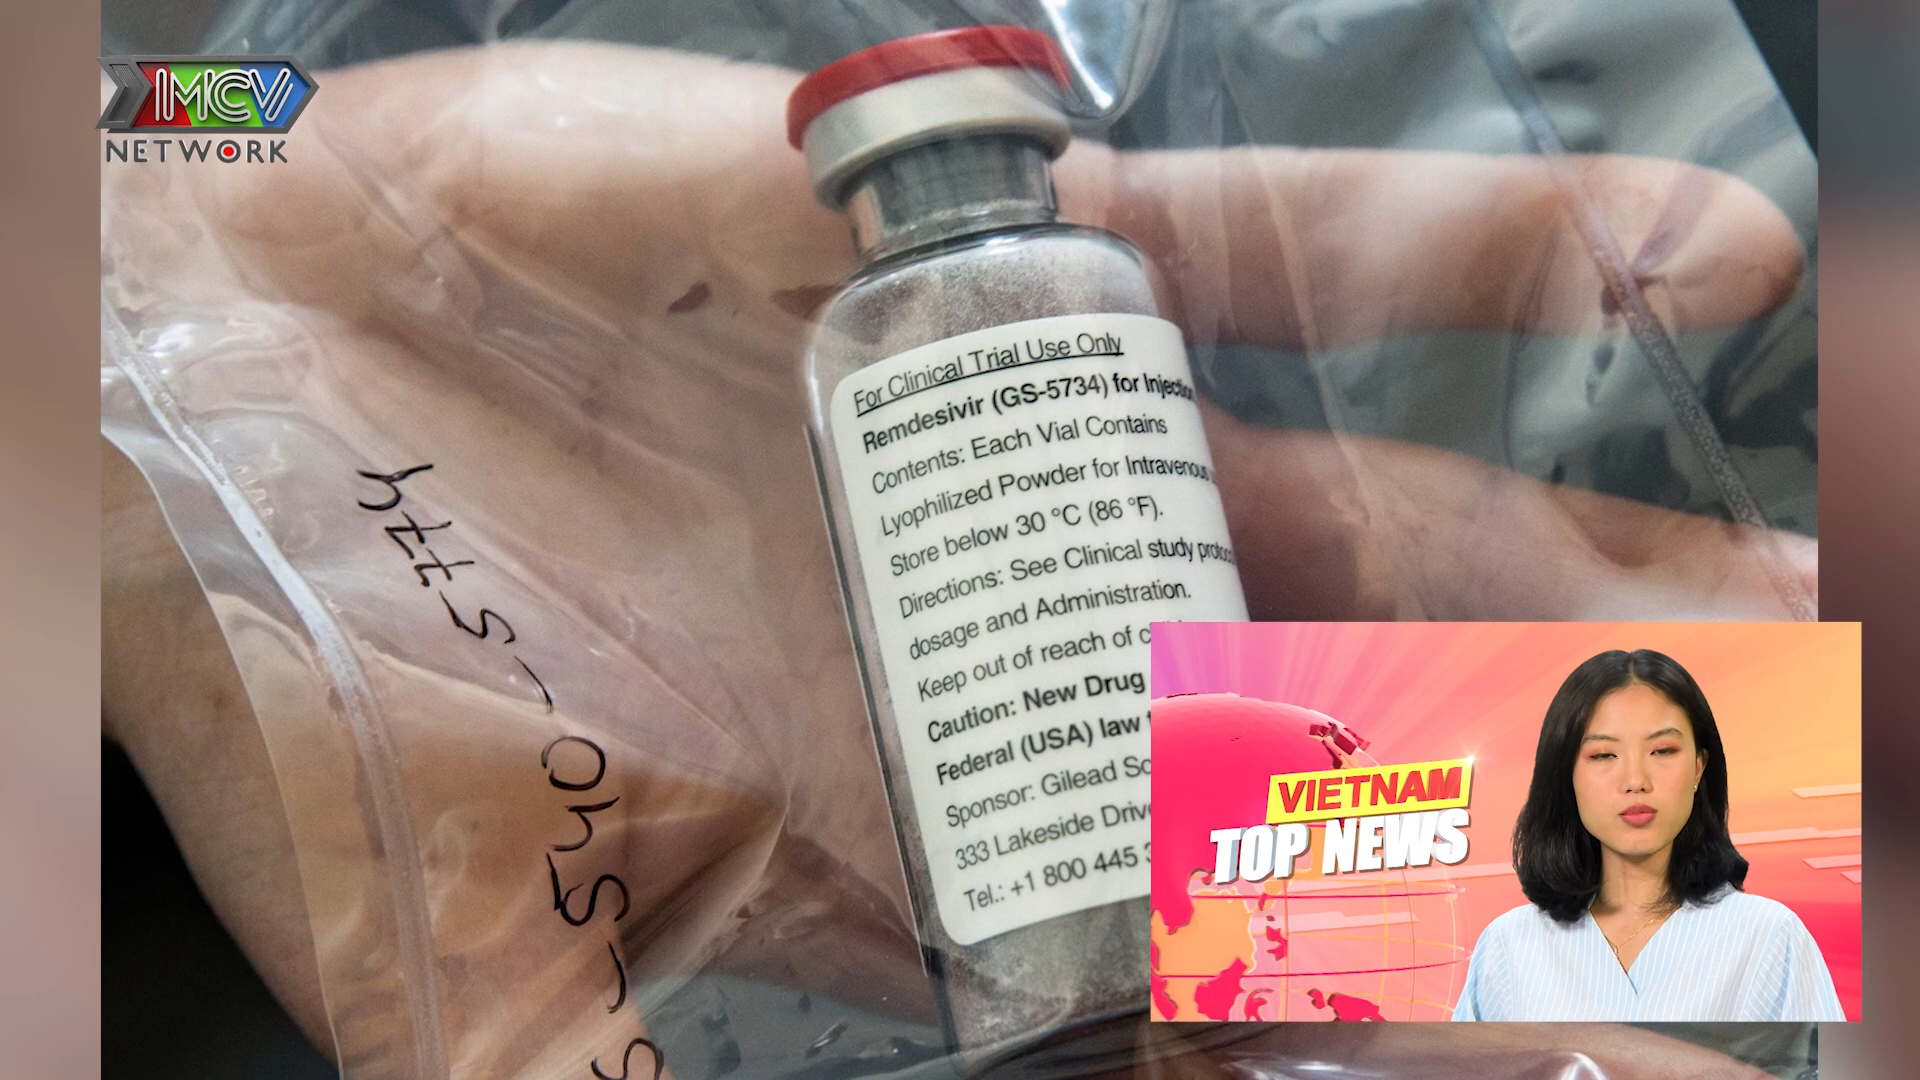 MCV
NETWORK
For Clinical Trial Use Only
Remdesivir (GS-5734) for Injection
Contents: Each Vial Contains
Lyophilized Powder for Intravenous
Store below 30 °C (86 °F).
Directions: See Clinical study
dosage and Administration.
Keep out of reach of
Caution: New Drug
Federal (USA) law
Sponsor: Gilead
333 Lakeside
Tel.: +1 800 445
VIETNAM
TOP NEWS